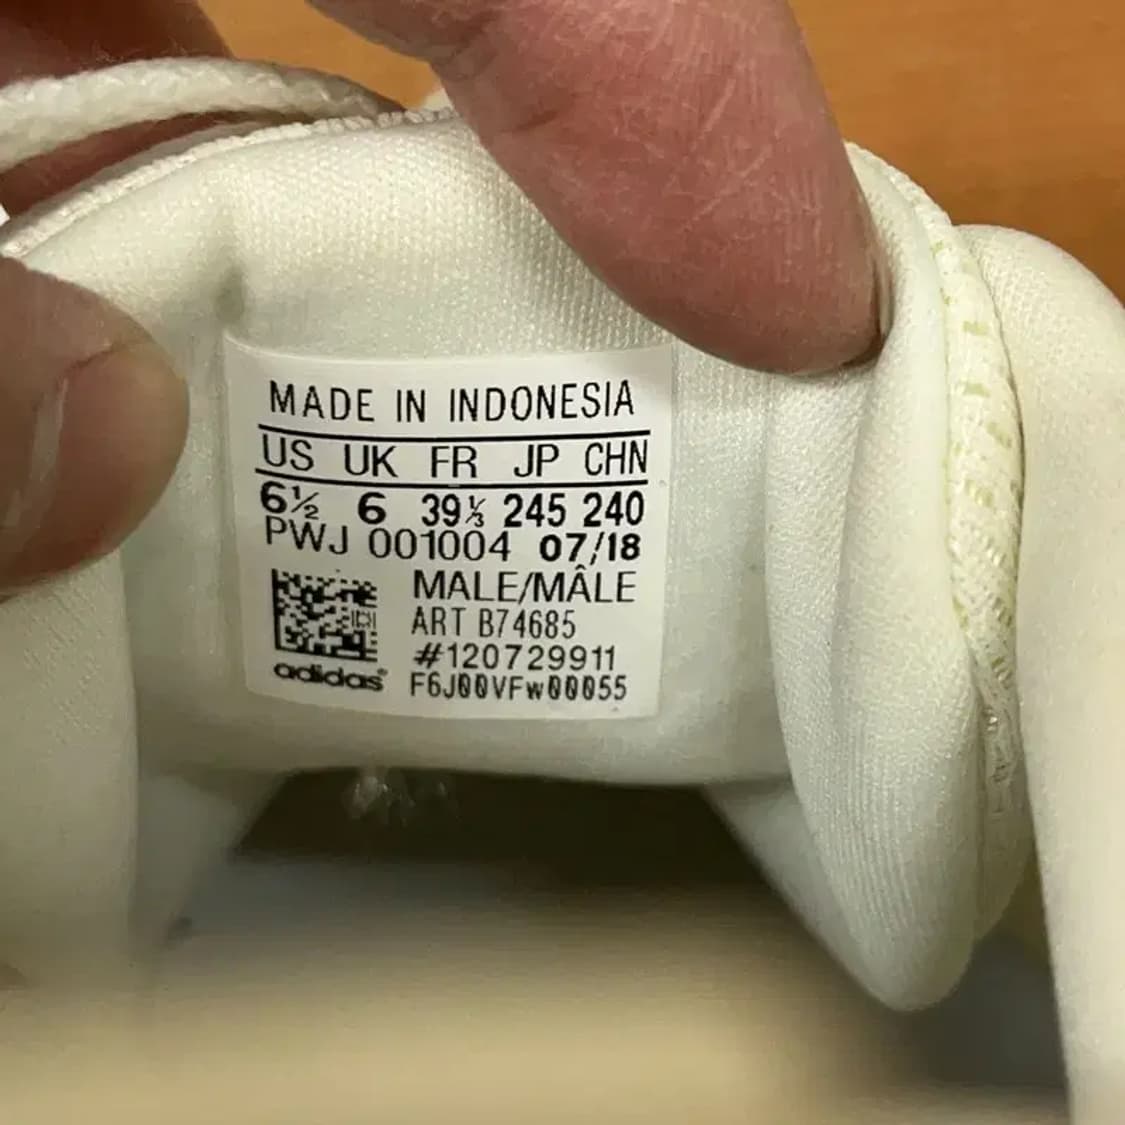 MADE IN INDONESIA
US UK FR JP CHN
6½ 6 39⅓ 245 240
PWJ 001004 07/18
MALE/MÂLE
ART B74685
#120729911
adidas®
F6J00VFw00055